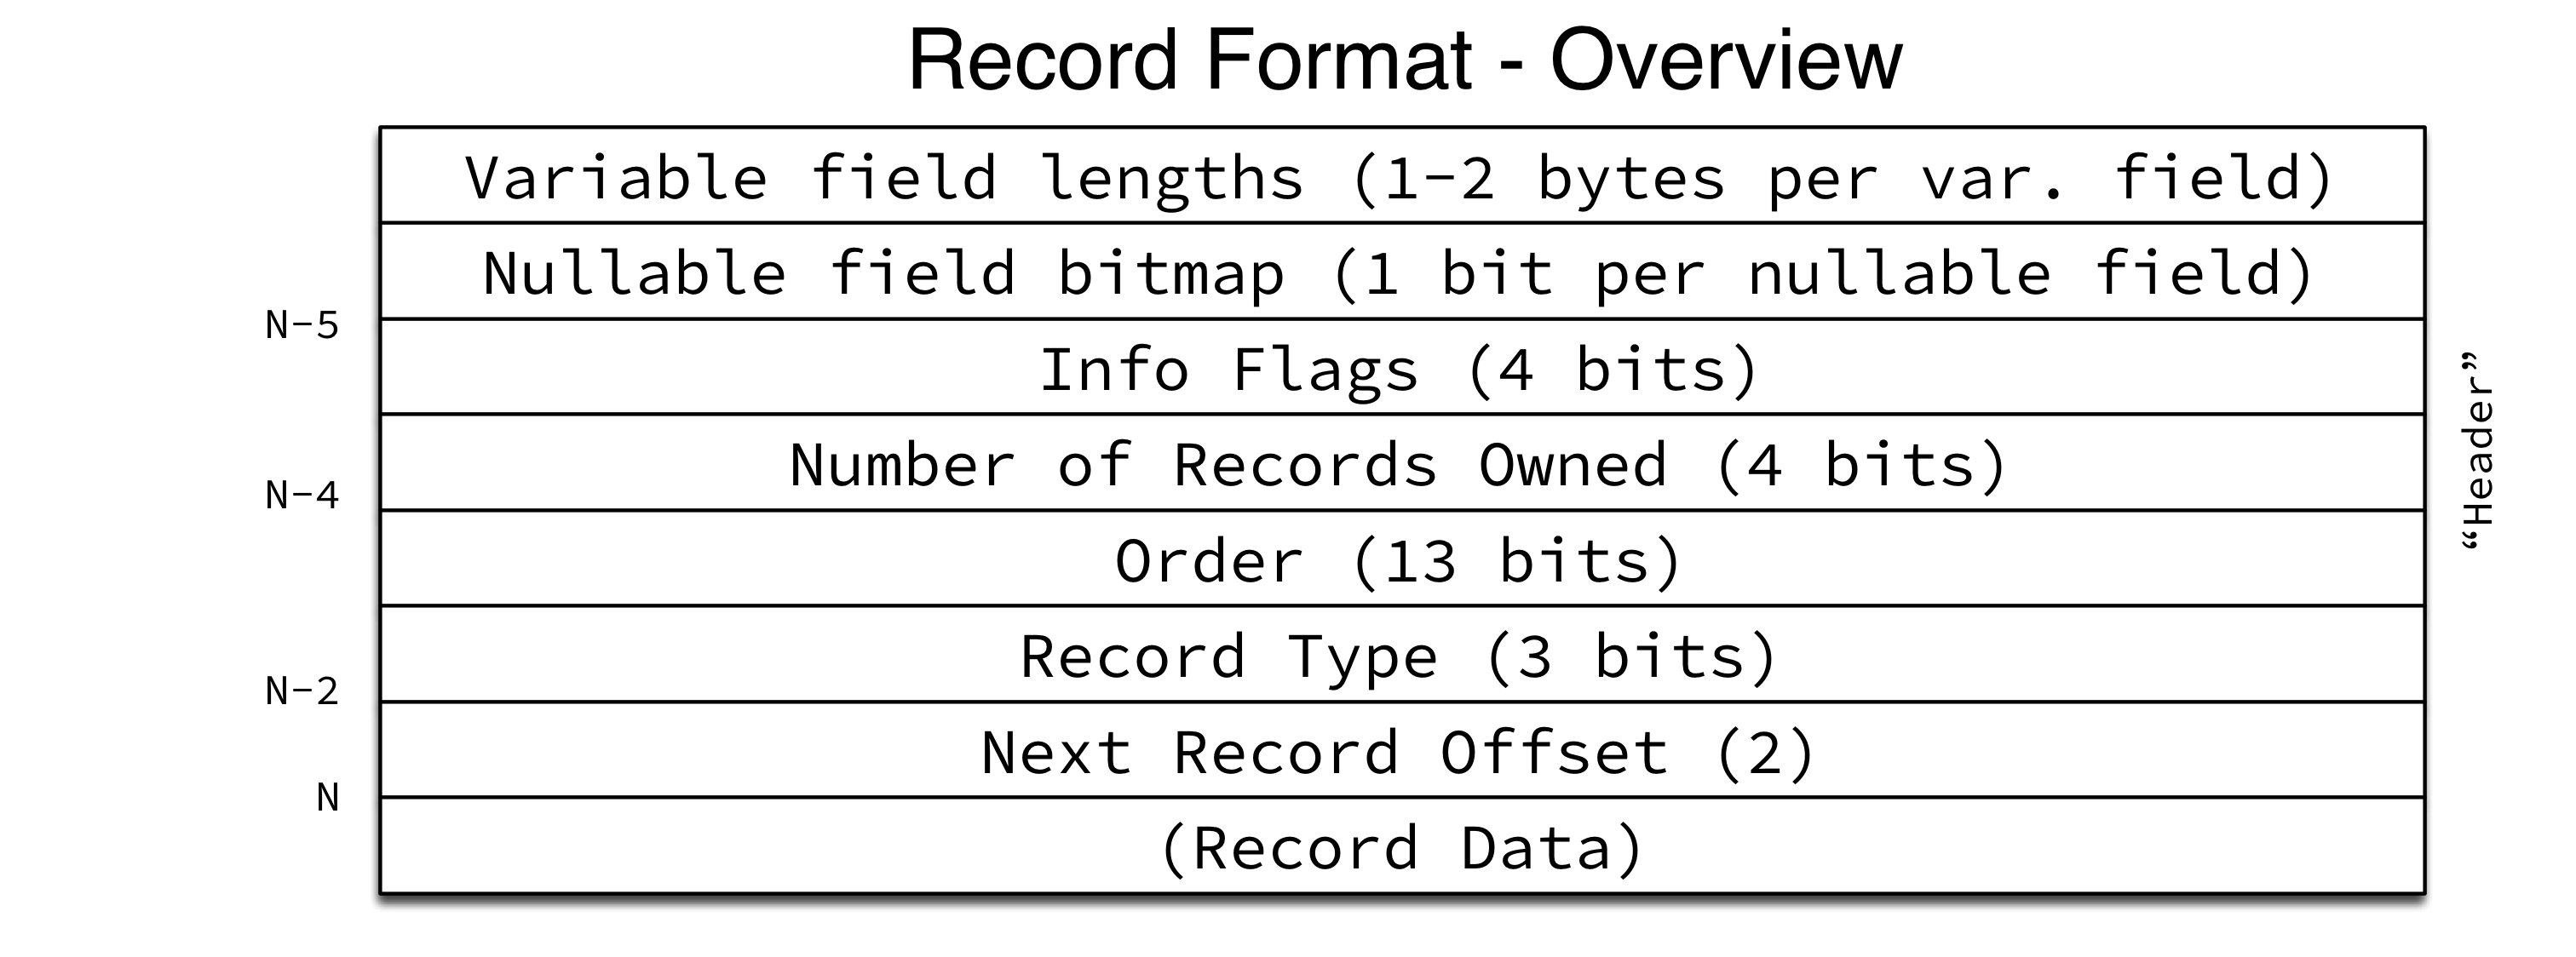 Record Format - Overview
Variable field lengths (1-2 bytes per var. field)
Nullable field bitmap (1 bit per nullable field)
N-5
Info Flags (4 bits)
Number of Records Owned (4 bits)
N-4
Order (13 bits)
Record Type (3 bits)
N-2
Next Record Offset (2)
N
(Record Data)
“Header”